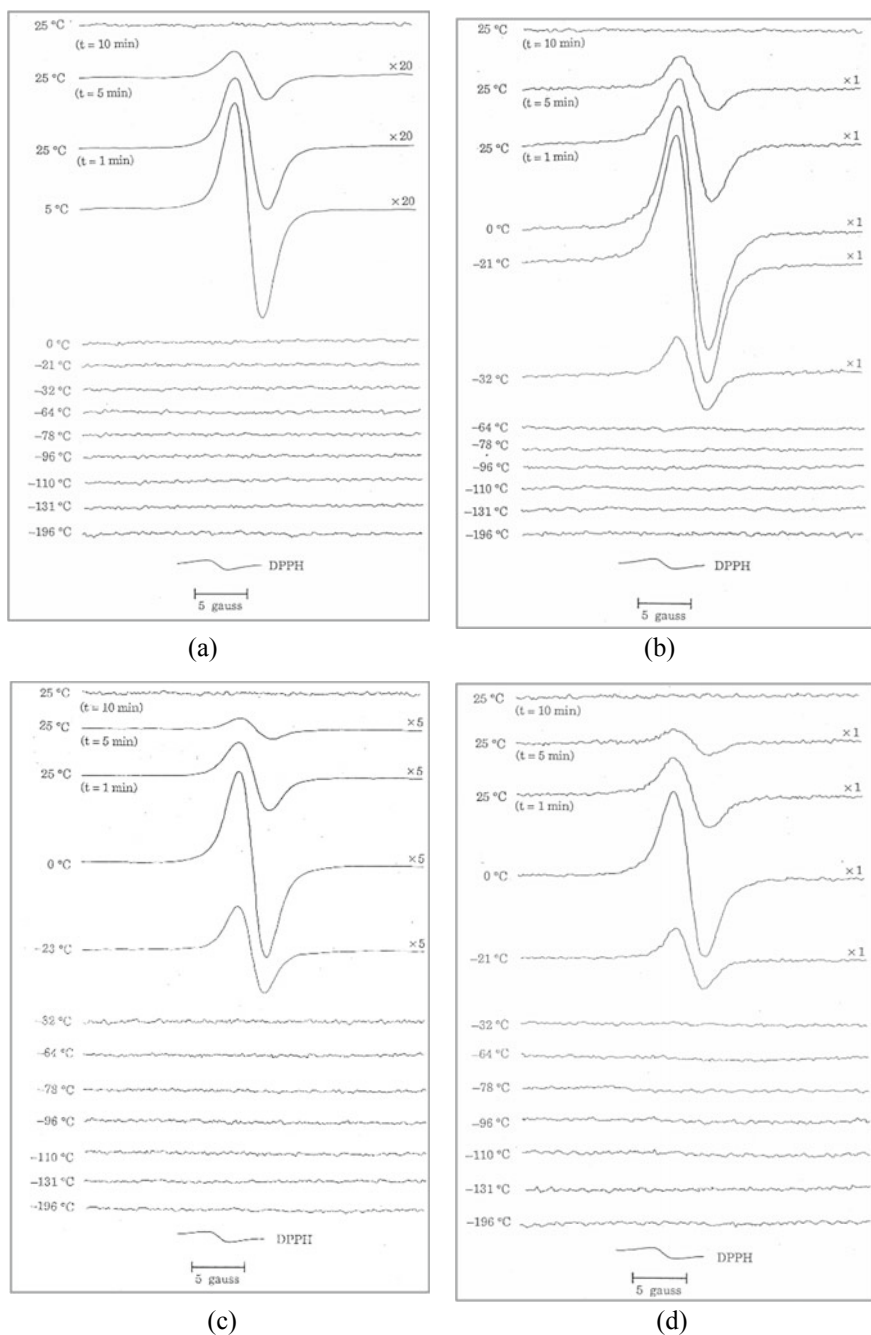 25 °C
(t = 10 min)
×20
25 °C
(t = 5 min)
×20
25 °C
(t = 1 min)
×20
5 °C
0 °C
−21 °C
−32 °C
−64 °C
−78 °C
−96 °C
−110 °C
−131 °C
−196 °C
DPPH
5 gauss
(a)
25 °C
(t = 10 min)
×1
25 °C
(t = 5 min)
×1
25 °C
(t = 1 min)
×1
0 °C
×1
−21 °C
×1
−32 °C
−64 °C
−78 °C
−96 °C
−110 °C
−131 °C
−196 °C
DPPH
5 gauss
(b)
25 °C
(t = 10 min)
×5
25 °C
(t = 5 min)
×5
25 °C
(t = 1 min)
×5
0 °C
×5
−23 °C
−32 °C
−64 °C
−78 °C
−96 °C
−110 °C
−131 °C
−196 °C
DPPH
5 gauss
(c)
25 °C
(t = 10 min)
×1
25 °C
(t = 5 min)
×1
25 °C
(t = 1 min)
×1
0 °C
×1
−21 °C
−32 °C
−64 °C
−78 °C
−96 °C
−110 °C
−131 °C
−196 °C
DPPH
5 gauss
(d)